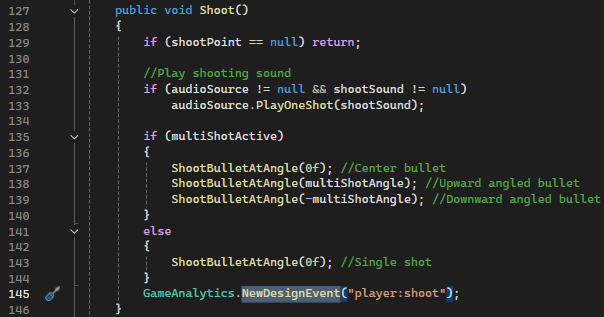 127 public void Shoot()
128 {
129 if (shootPoint == null) return;
130
131 //Play shooting sound
132 if (audioSource != null && shootSound != null)
133 audioSource.PlayOneShot(shootSound);
134
135 if (multiShotActive)
136 {
137 ShootBulletAtAngle(0f); //Center bullet
138 ShootBulletAtAngle(multiShotAngle); //Upward angled bullet
139 ShootBulletAtAngle(-multiShotAngle); //Downward angled bullet
140 }
141 else
142 {
143 ShootBulletAtAngle(0f); //Single shot
144 }
145 GameAnalytics.NewDesignEvent("player:shoot");
146 }